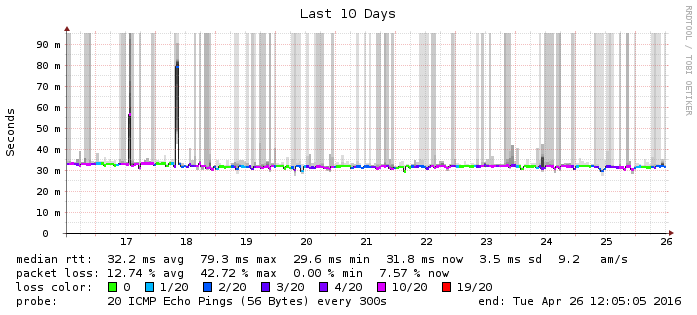 Last 10 Days
RRDTOOL / TOBI OETIKER
Seconds
90 m
80 m
70 m
60 m
50 m
40 m
30 m
20 m
10 m
0
17 18 19 20 21 22 23 24 25 26
median rtt: 32.2 ms avg 79.3 ms max 29.6 ms min 31.8 ms now 3.5 ms sd 9.2 am/s
packet loss: 12.74 % avg 42.72 % max 0.00 % min 7.57 % now
loss color: 0 1/20 2/20 3/20 4/20 10/20 19/20
probe: 20 ICMP Echo Pings (56 Bytes) every 300s end: Tue Apr 26 12:05:05 2016